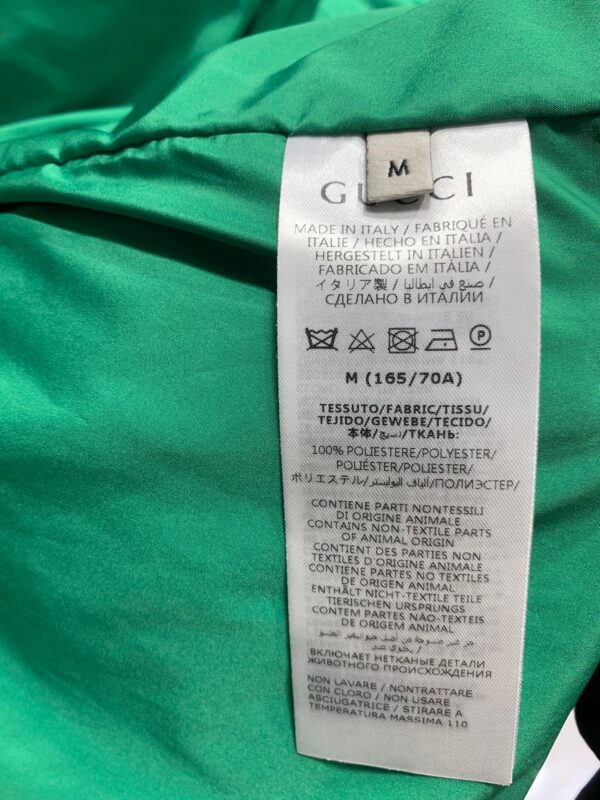 M
GUCCI
MADE IN ITALY / FABRIQUÉ EN
ITALIE / HECHO EN ITALIA /
HERGESTELT IN ITALIEN /
FABRICADO EM ITÁLIA /
イタリア製 / صنع في ايطاليا /
СДЕЛАНО В ИТАЛИИ
P
M (165/70A)
TESSUTO/FABRIC/TISSU/
TEJIDO/GEWEBE/TECIDO/
本体/نسيج/ТКАНЬ:
100% POLIESTERE/POLYESTER/
POLIÉSTER/POLIESTER/
ポリエステル/ألياف البوليستر/ПОЛИЭСТЕР/
CONTIENE PARTI NONTESSILI
DI ORIGINE ANIMALE
CONTAINS NON-TEXTILE PARTS
OF ANIMAL ORIGIN
CONTIENT DES PARTIES NON
TEXTILES D'ORIGINE ANIMALE
CONTIENE PARTES NO TEXTILES
DE ORIGEN ANIMAL
ENTHÄLT NICHT-TEXTILE TEILE
TIERISCHEN URSPRUNGS
CONTEM PARTES NÃO-TEXTEIS
DE ORIGEM ANIMAL
ВКЛЮЧАЕТ НЕТКАНЫЕ ДЕТАЛИ
ЖИВОТНОГО ПРОИСХОЖДЕНИЯ
NON LAVARE / NONTRATTARE
CON CLORO / NON USARE
ASCIUGATRICE / STIRARE A
TEMPERATURA MASSIMA 110